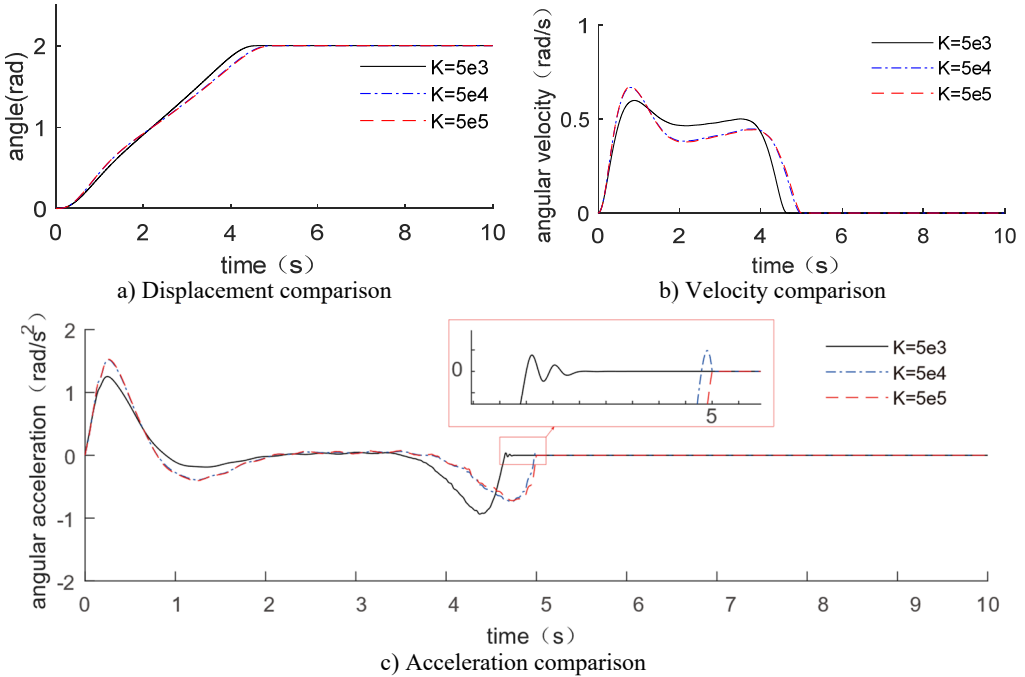 angle(rad)
2
1
0
K=5e3
K=5e4
K=5e5
0 2 4 6 8 10
time（s）
a) Displacement comparison
angular velocity（rad/s）
1
0.5
0
K=5e3
K=5e4
K=5e5
0 2 4 6 8 10
time（s）
b) Velocity comparison
angular acceleration（rad/s²）
2
1
0
-1
-2
0
5
K=5e3
K=5e4
K=5e5
0 1 2 3 4 5 6 7 8 9 10
time（s）
c) Acceleration comparison